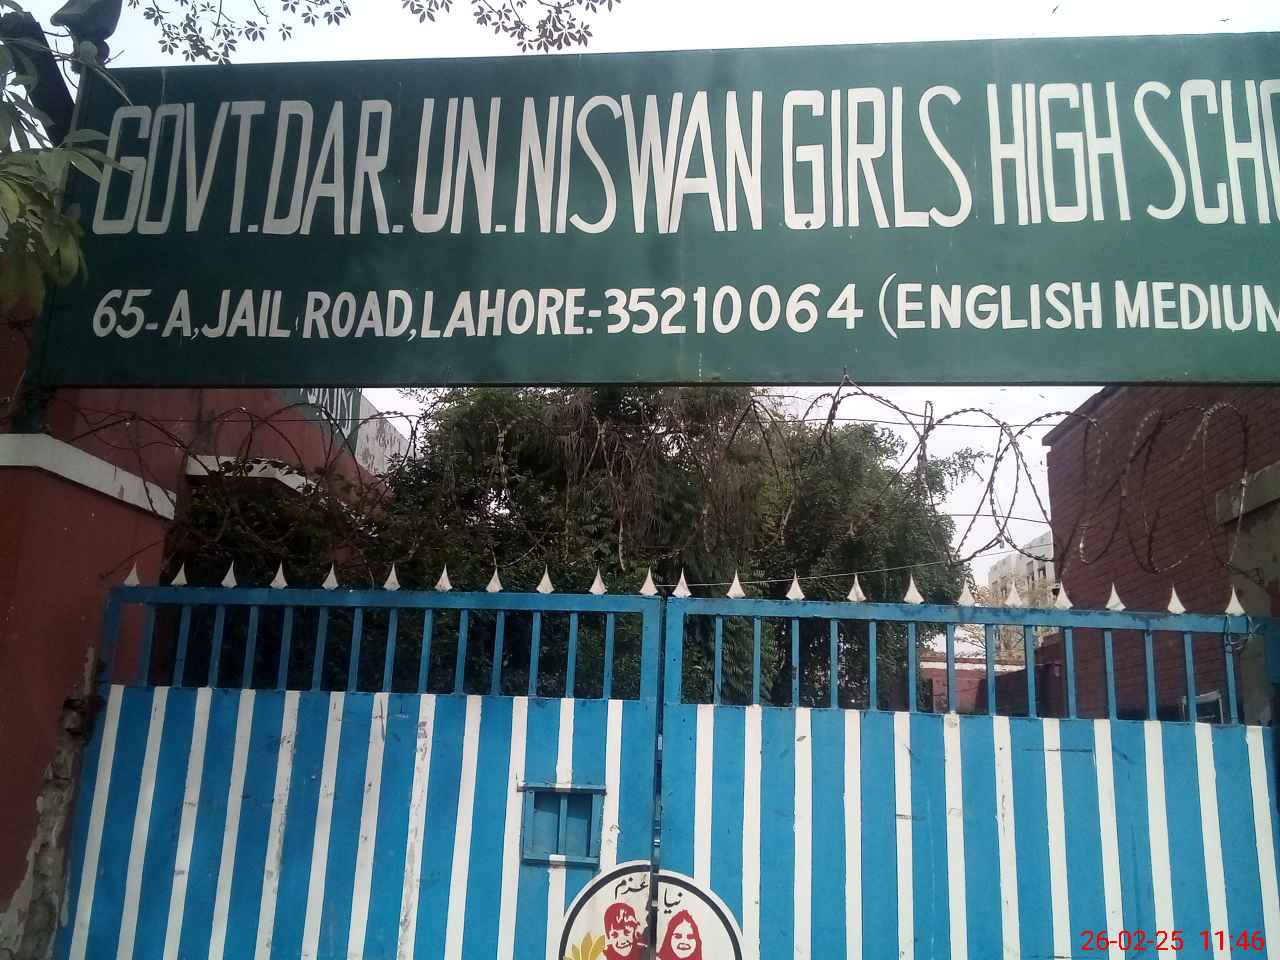 GOVT. DAR. UN. NISWAN GIRLS HIGH SCHO
65-A, JAIL ROAD, LAHORE.-35210064 (ENGLISH MEDIUM
نیا عزم
26-02-25 11:46